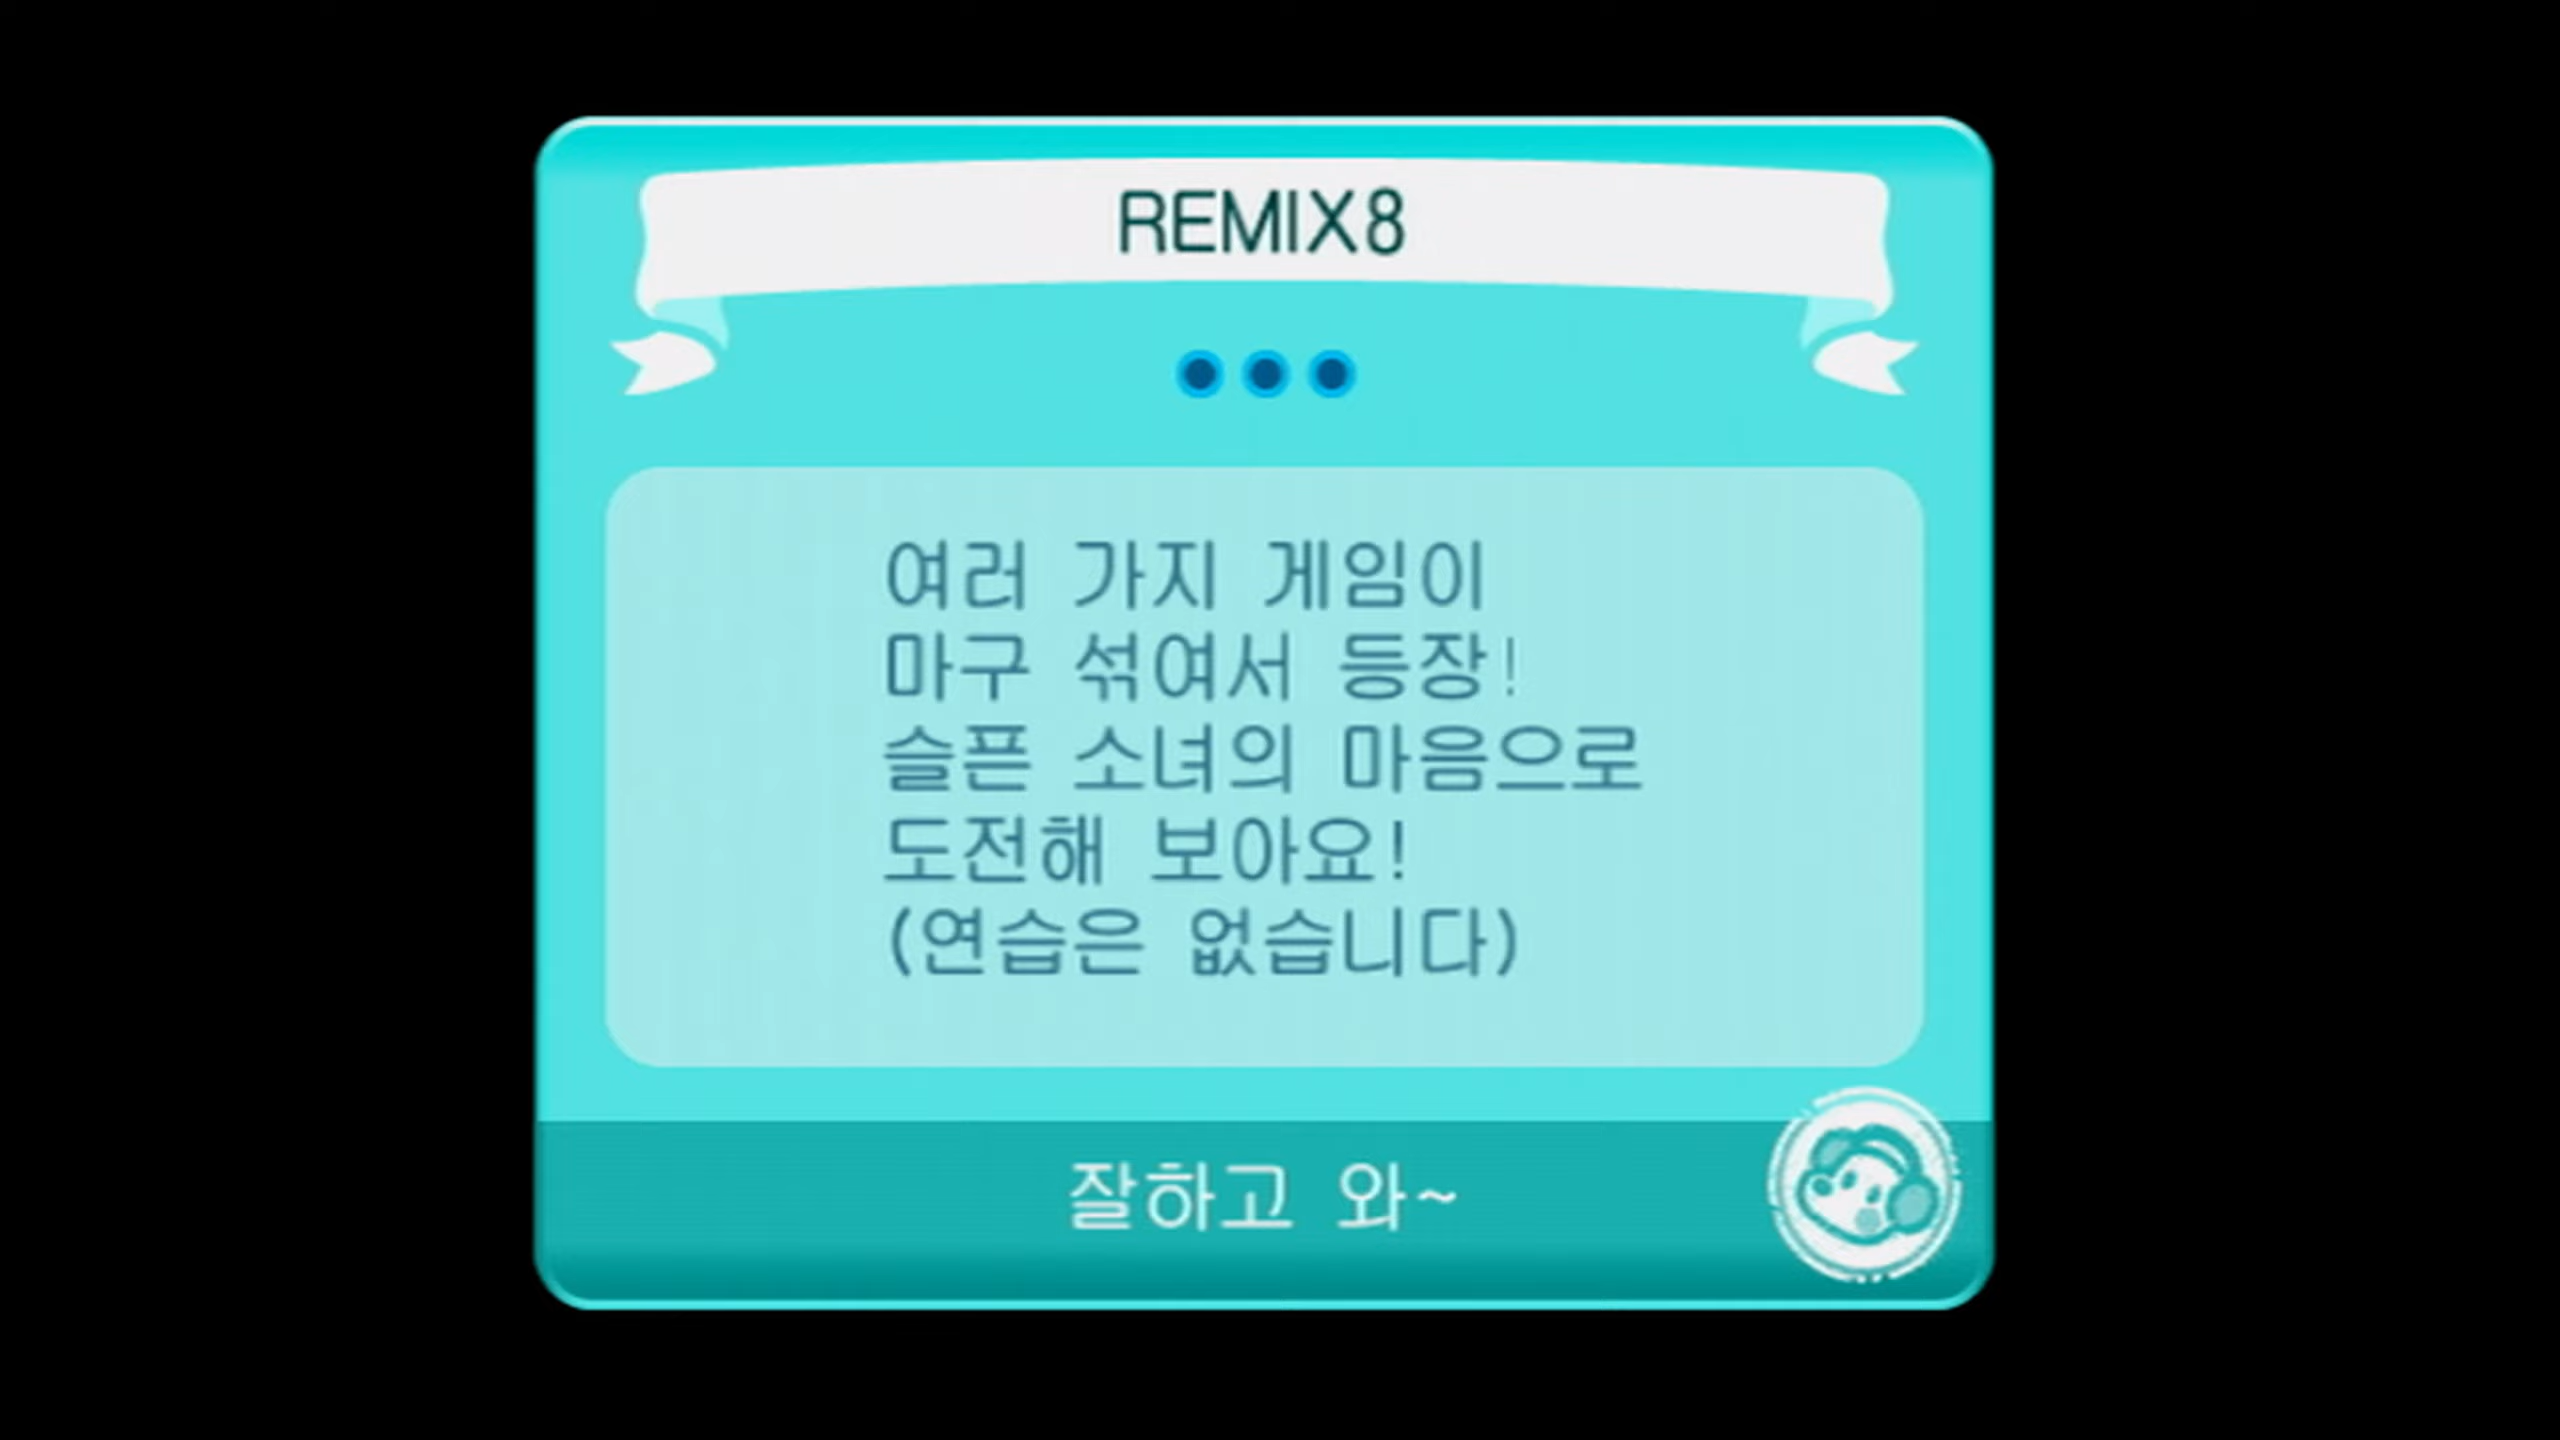 REMIX8
여러 가지 게임이
마구 섞여서 등장!
슬픈 소녀의 마음으로
도전해 보아요!
(연습은 없습니다)
잘하고 와~